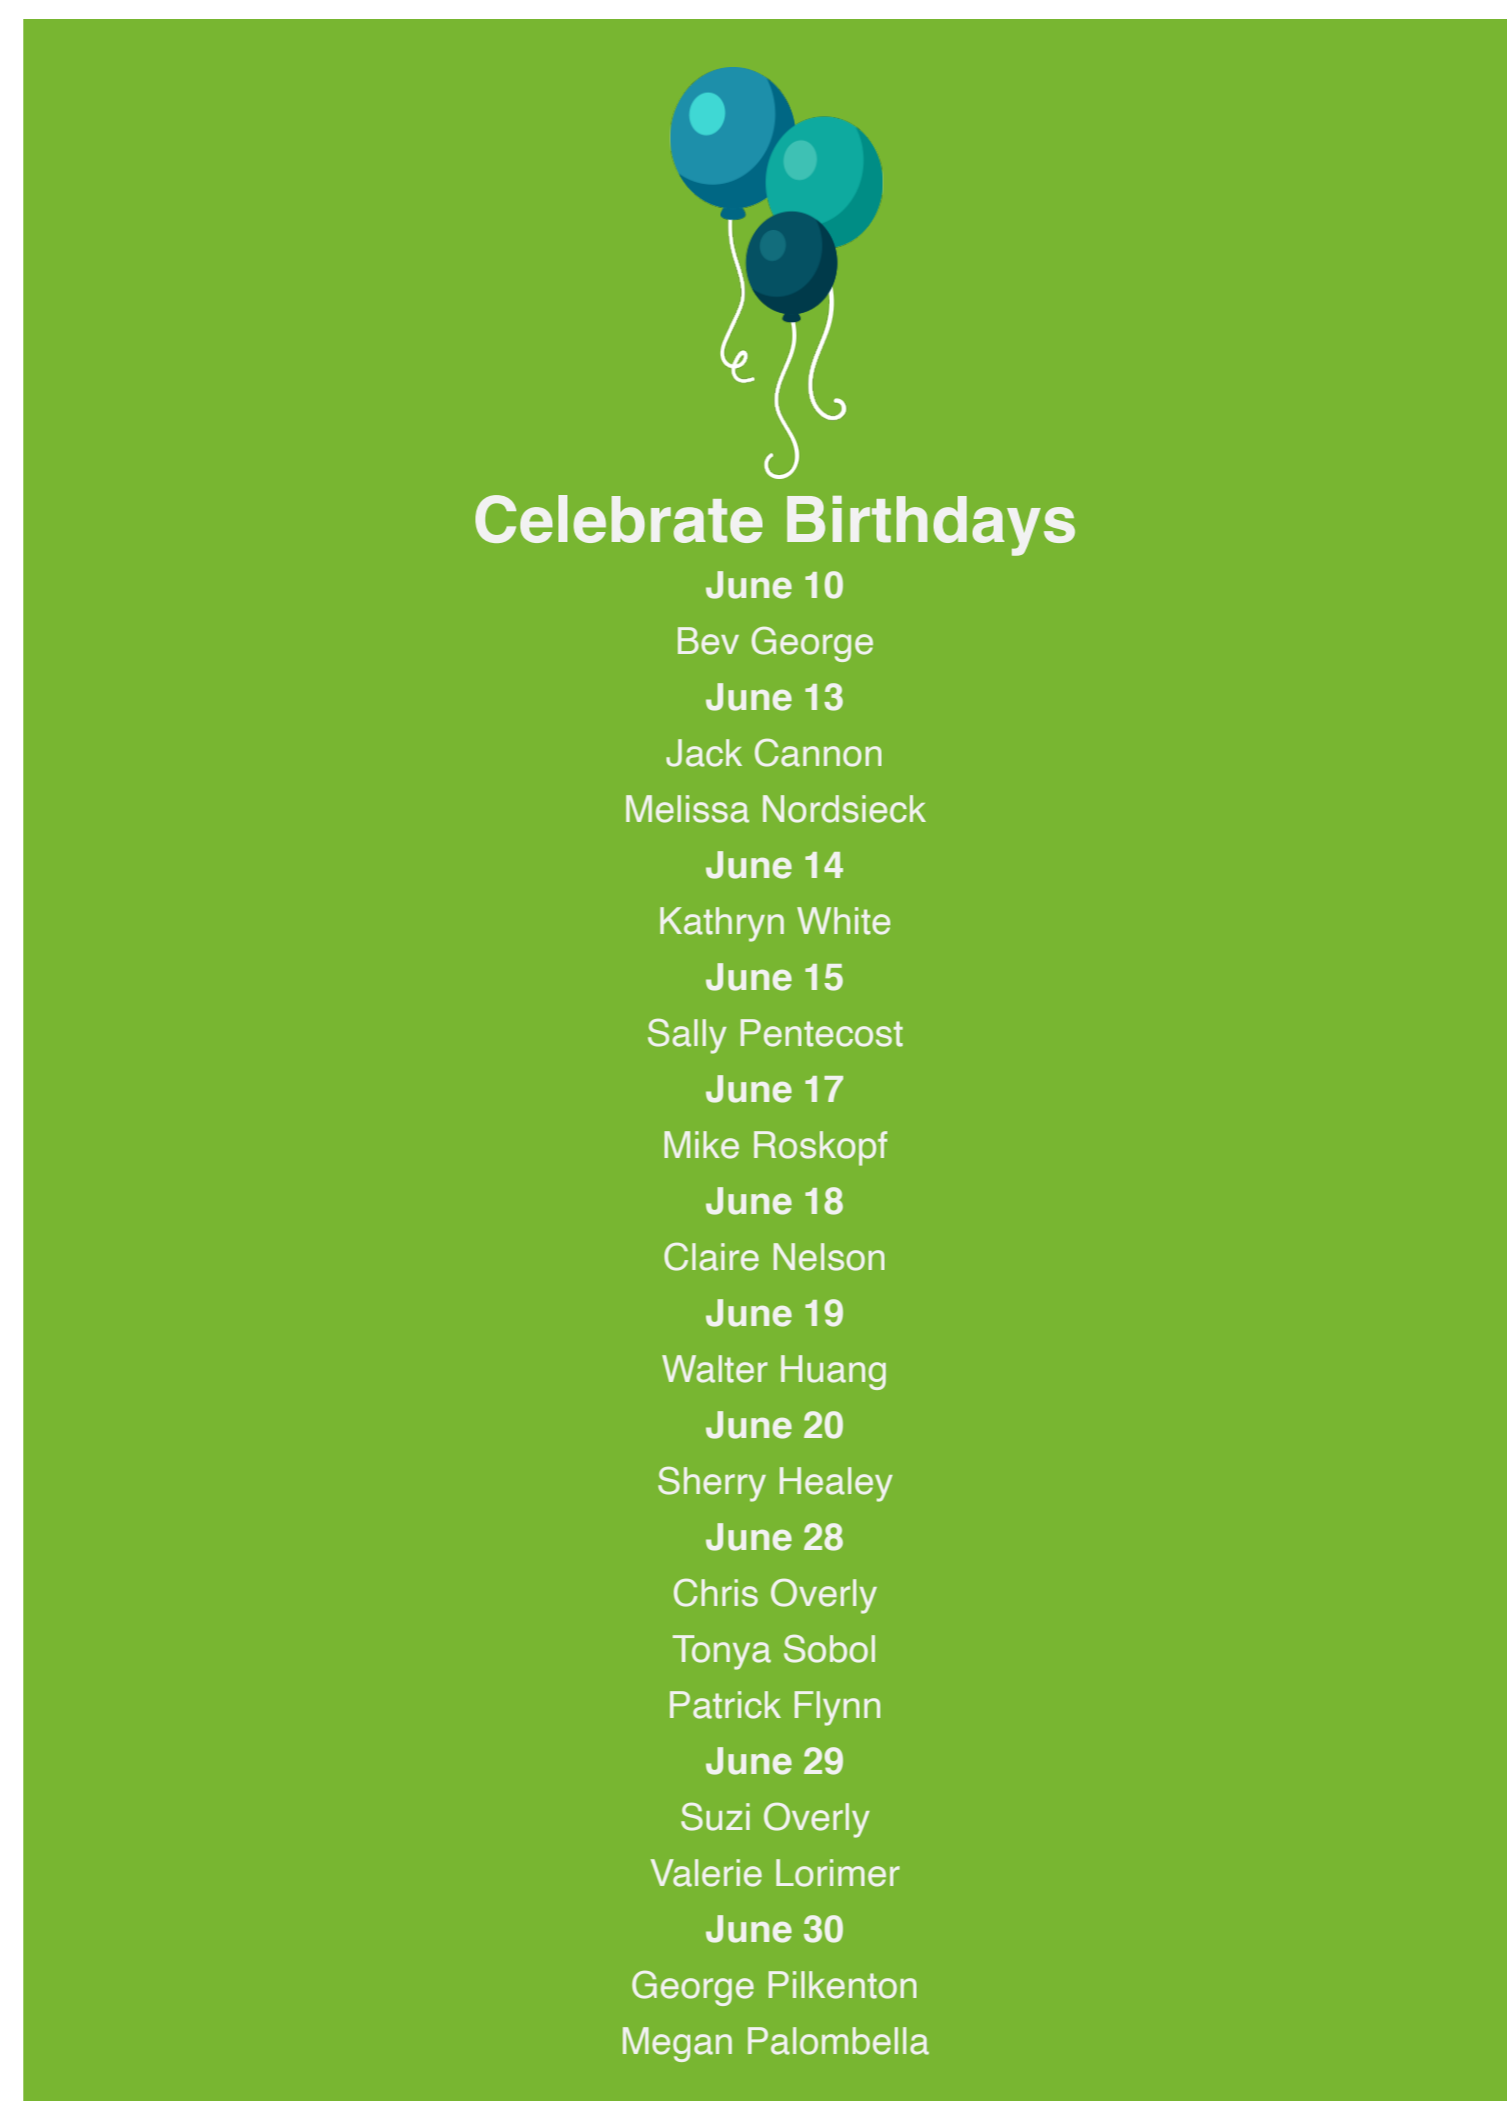 Celebrate Birthdays
June 10
Bev George
June 13
Jack Cannon
Melissa Nordsieck
June 14
Kathryn White
June 15
Sally Pentecost
June 17
Mike Roskopf
June 18
Claire Nelson
June 19
Walter Huang
June 20
Sherry Healey
June 28
Chris Overly
Tonya Sobol
Patrick Flynn
June 29
Suzi Overly
Valerie Lorimer
June 30
George Pilkenton
Megan Palombella